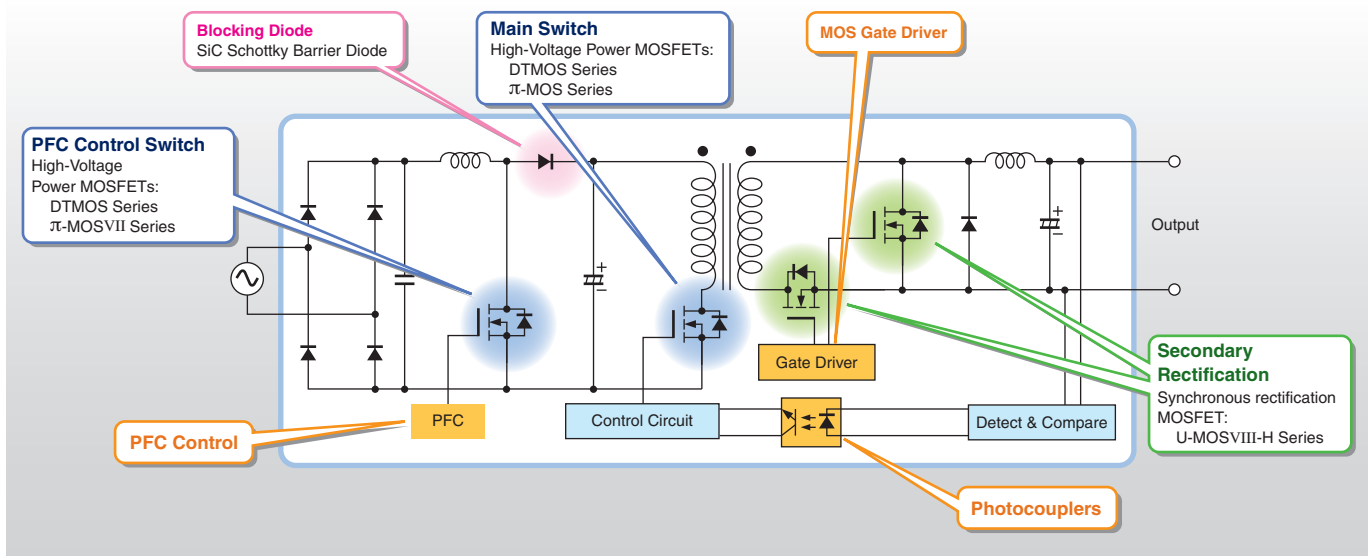 Blocking Diode
SiC Schottky Barrier Diode
Main Switch
High-Voltage Power MOSFETs:
DTMOS Series
π-MOS Series
MOS Gate Driver
PFC Control Switch
High-Voltage
Power MOSFETs:
DTMOS Series
π-MOSVII Series
+
−
+
−
Output
Gate Driver
Secondary
Rectification
Synchronous rectification
MOSFET:
U-MOSVIII-H Series
PFC
Control Circuit
Detect & Compare
PFC Control
Photocouplers